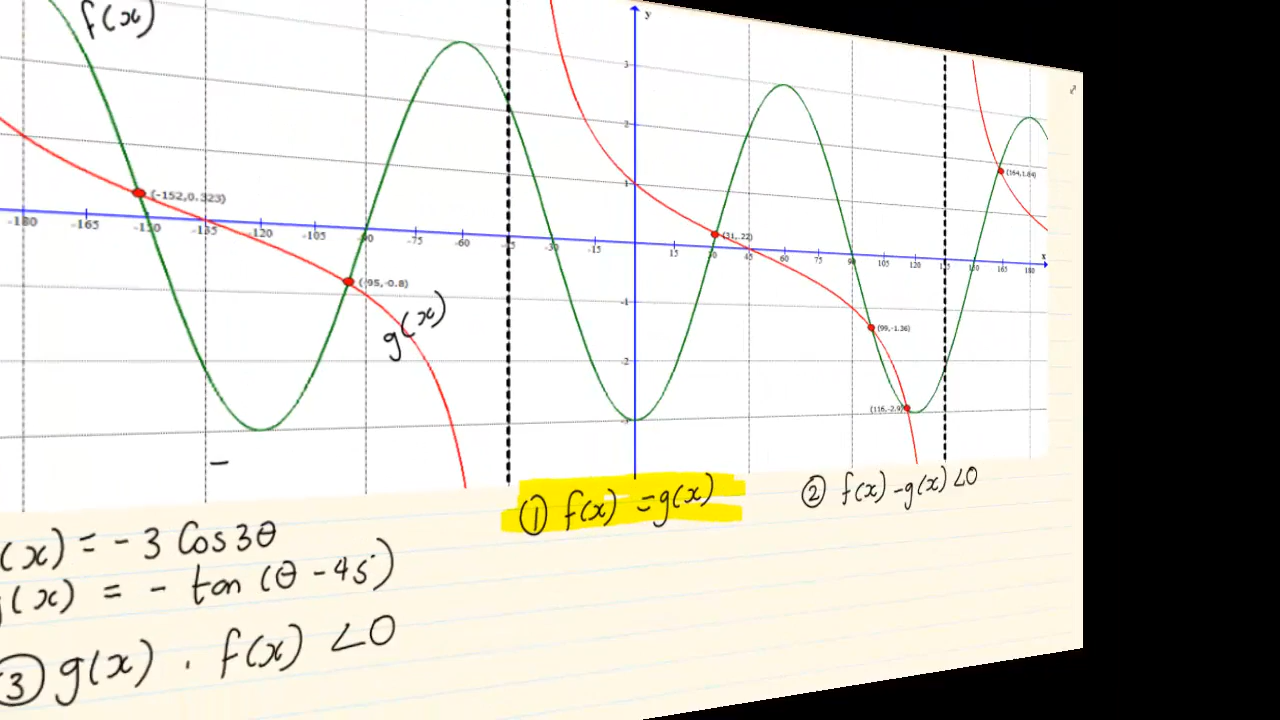 f(x)
y
3
2
1
(-152,0.323)
(31,.22)
(164,1.84)
-180 -165 -150 -135 -120 -105 -90 -75 -60 -45 -30 -15 15 30 45 60 75 90 105 120 135 150 165 180 x
(-95,-0.8)
-1
g(x)
(99,-1.36)
-2
(116,-2.9)
-3
① f(x) = g(x)
② f(x) - g(x) < 0
(x) = - 3 Cos 3θ
(x) = - tan (θ - 45)
③ g(x) . f(x) < 0